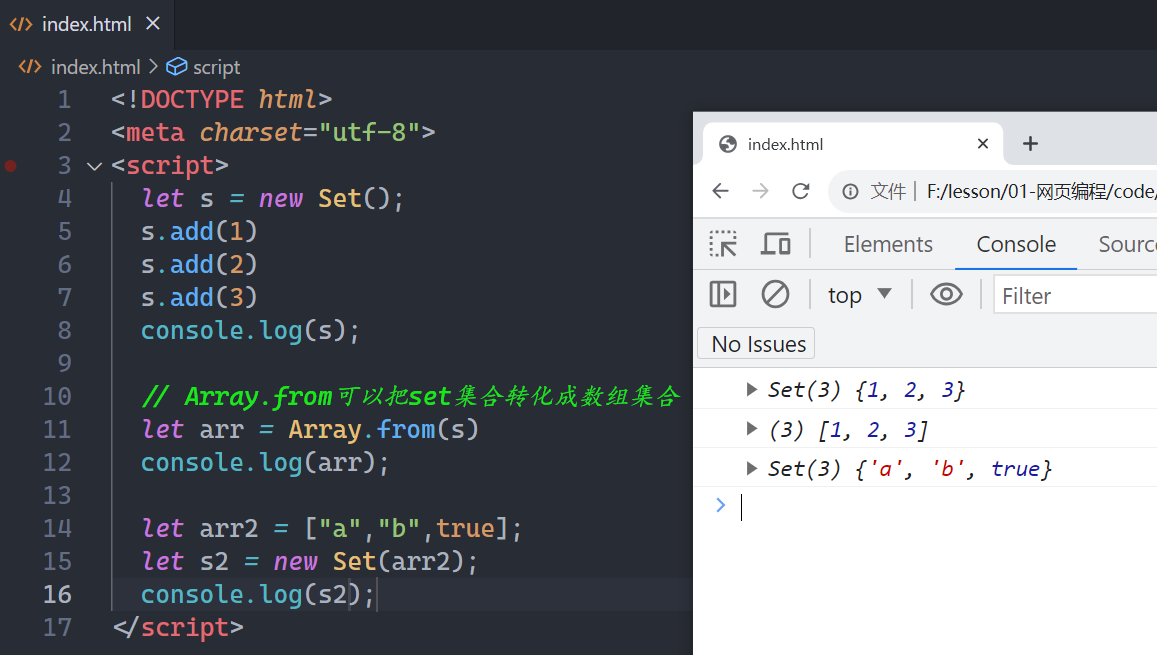 index.html
index.html > script
1 <!DOCTYPE html>
2 <meta charset="utf-8">
3 <script>
4 let s = new Set();
5 s.add(1)
6 s.add(2)
7 s.add(3)
8 console.log(s);
9
10 // Array.from可以把set集合转化成数组集合
11 let arr = Array.from(s)
12 console.log(arr);
13
14 let arr2 = ["a","b",true];
15 let s2 = new Set(arr2);
16 console.log(s2);
17 </script>
index.html
文件 | F:/lesson/01-网页编程/code/
Elements Console Sourc
top Filter
No Issues
Set(3) {1, 2, 3}
(3) [1, 2, 3]
Set(3) {'a', 'b', true}